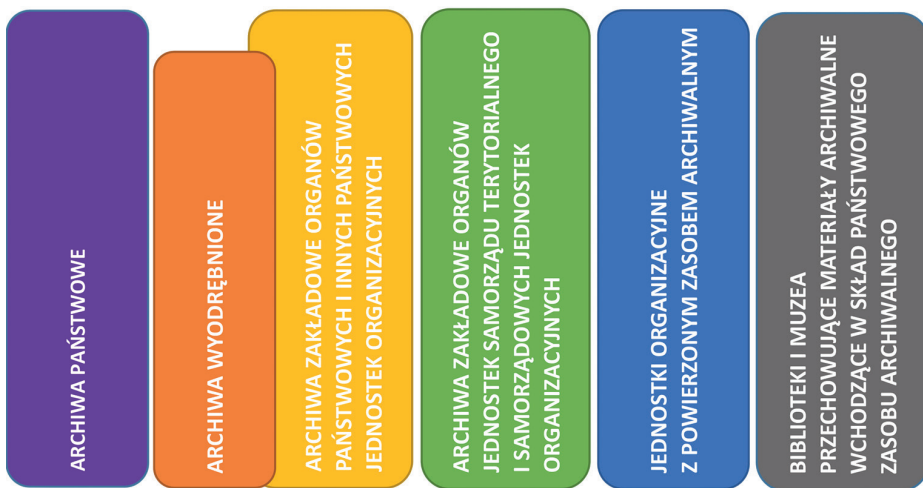 ARCHIWA PAŃSTWOWE
ARCHIWA WYODRĘBNIONE
ARCHIWA ZAKŁADOWE ORGANÓW
PAŃSTWOWYCH I INNYCH PAŃSTWOWYCH
JEDNOSTEK ORGANIZACYJNYCH
ARCHIWA ZAKŁADOWE ORGANÓW
JEDNOSTEK SAMORZĄDU TERYTORIALNEGO
I SAMORZĄDOWYCH JEDNOSTEK
ORGANIZACYJNYCH
JEDNOSTKI ORGANIZACYJNE
Z POWIERZONYM ZASOBEM ARCHIWALNYM
BIBLIOTEKI I MUZEA
PRZECHOWUJĄCE MATERIAŁY ARCHIWALNE
WCHODZĄCE W SKŁAD PAŃSTWOWEGO
ZASOBU ARCHIWALNEGO